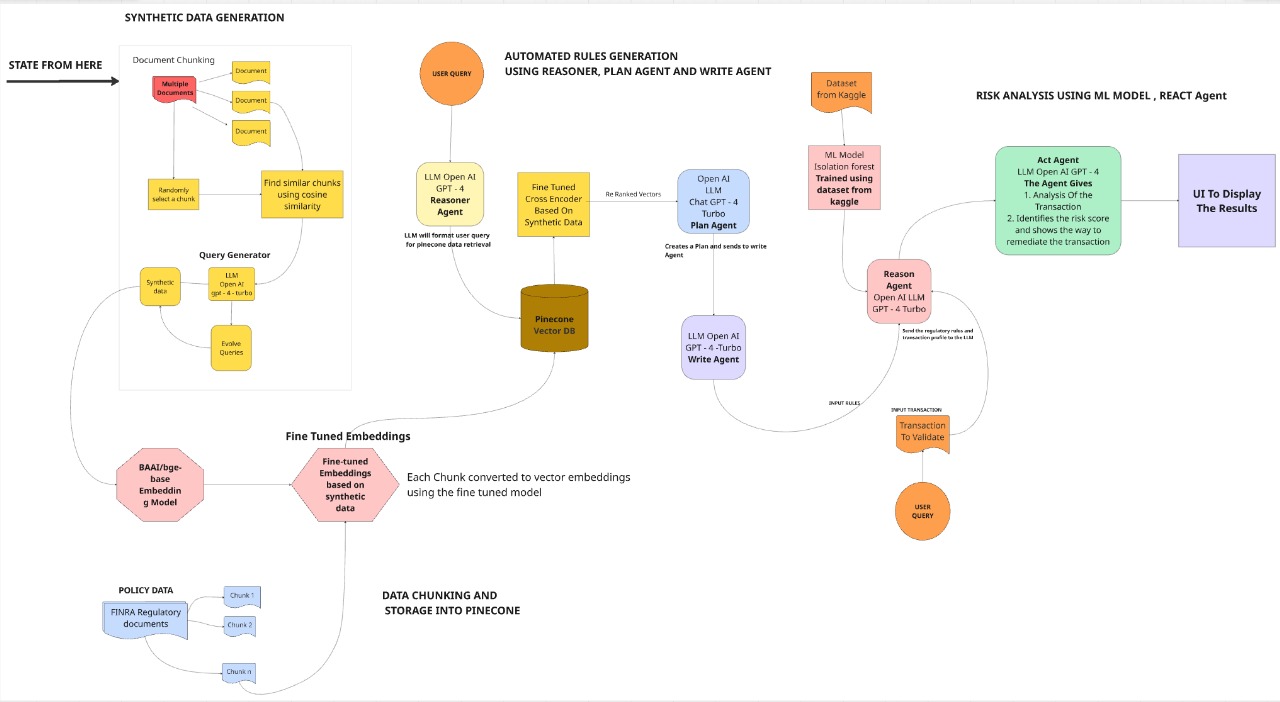 SYNTHETIC DATA GENERATION
STATE FROM HERE
Document Chunking
Multiple
Documents
Document
Document
Document
Randomly
select a chunk
Find similar chunks
using cosine
similarity
Query Generator
Synthetic
data
LLM
Open AI
gpt - 4 - turbo
Evolve
Queries
BAAI/bge-
base
Embeddin
g Model
Fine Tuned Embeddings
Fine-tuned
Embeddings
based on
synthetic
data
Each Chunk converted to vector embeddings
using the fine tuned model
POLICY DATA
FINRA Regulatory
documents
Chunk 1
Chunk 2
Chunk n
DATA CHUNKING AND
STORAGE INTO PINECONE
USER QUERY
AUTOMATED RULES GENERATION
USING REASONER, PLAN AGENT AND WRITE AGENT
LLM Open AI
GPT - 4
Reasoner
Agent
LLM will format user query
for pinecone data retrieval
Fine Tuned
Cross Encoder
Based On
Synthetic Data
Re Ranked Vectors
Pinecone
Vector DB
Open AI
LLM
Chat GPT - 4
Turbo
Plan Agent
Creates a Plan and sends to write
Agent
LLM Open AI
GPT - 4 -Turbo
Write Agent
INPUT RULES
RISK ANALYSIS USING ML MODEL , REACT Agent
Dataset
from Kaggle
ML Model
Isolation forest
Trained using
dataset from
kaggle
Reason
Agent
Open AI LLM
GPT - 4 Turbo
Send the regulatory rules and
transaction profile to the LLM
INPUT TRANSACTION
Transaction
To Validate
USER
QUERY
Act Agent
LLM Open AI GPT - 4
The Agent Gives
1. Analysis Of the
Transaction
2. Identifies the risk score
and shows the way to
remediate the transaction
UI To Display
The Results